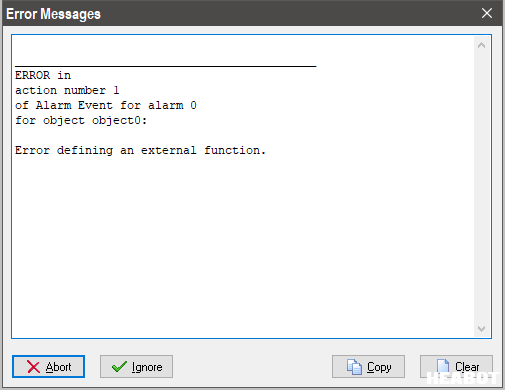 Error Messages
ERROR in
action number 1
of Alarm Event for alarm 0
for object object0:
Error defining an external function.
Abort
Ignore
Copy
Clear
HEABOT